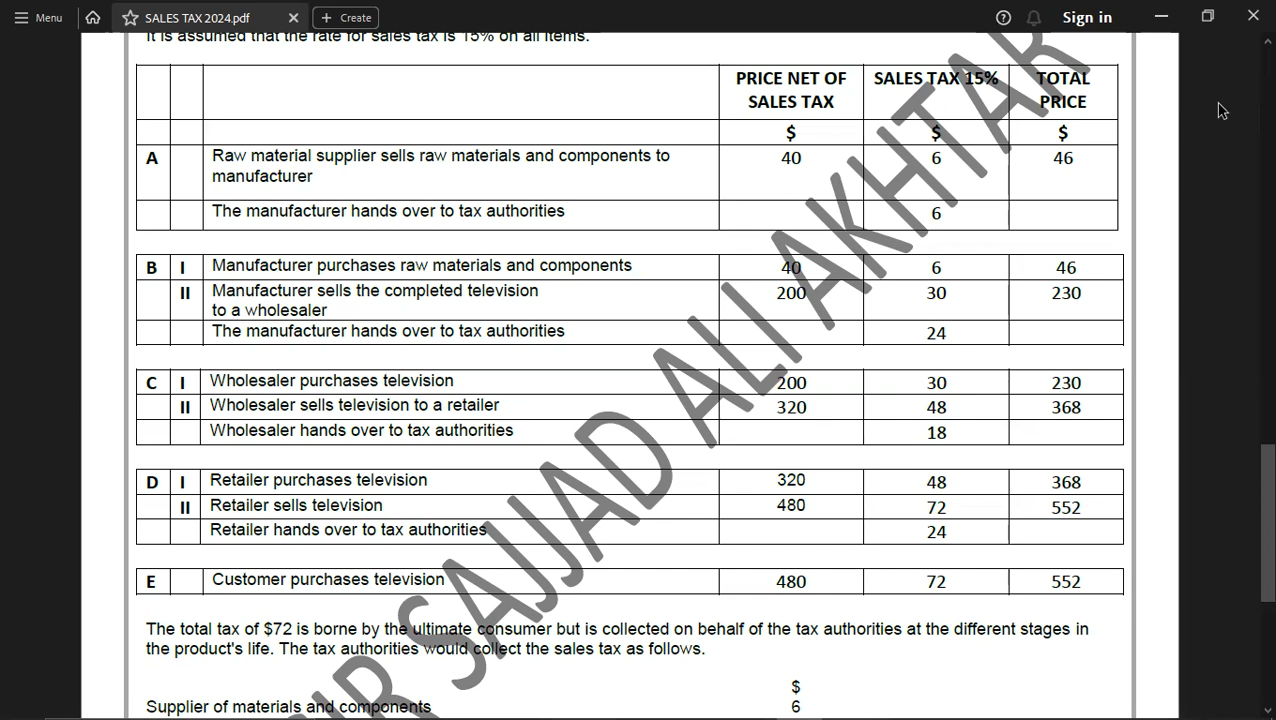 Menu SALES TAX 2024.pdf Create Sign in
It is assumed that the rate for sales tax is 15% on all items.
PRICE NET OF SALES TAX SALES TAX 15% TOTAL PRICE
$ $ $
A Raw material supplier sells raw materials and components to manufacturer 40 6 46
The manufacturer hands over to tax authorities 6
B I Manufacturer purchases raw materials and components 40 6 46
II Manufacturer sells the completed television to a wholesaler 200 30 230
The manufacturer hands over to tax authorities 24
C I Wholesaler purchases television 200 30 230
II Wholesaler sells television to a retailer 320 48 368
Wholesaler hands over to tax authorities 18
D I Retailer purchases television 320 48 368
II Retailer sells television 480 72 552
Retailer hands over to tax authorities 24
E Customer purchases television 480 72 552
The total tax of $72 is borne by the ultimate consumer but is collected on behalf of the tax authorities at the different stages in
the product's life. The tax authorities would collect the sales tax as follows.
$
Supplier of materials and components 6
SIR SAJJAD ALI AKHTAR